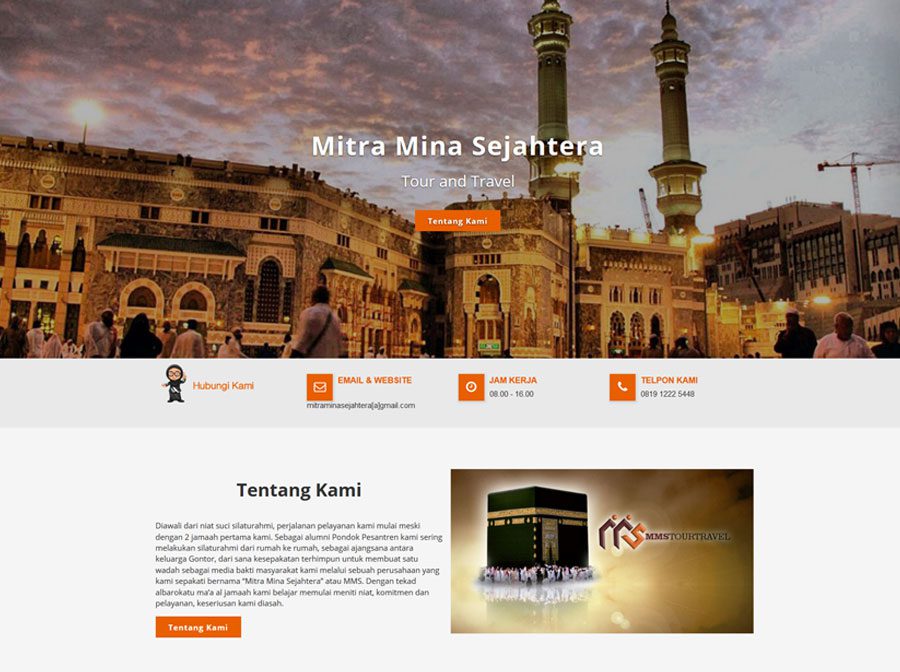 Mitra Mina Sejahtera
Tour and Travel
Tentang Kami
Hubungi Kami
EMAIL & WEBSITE
mitraminasejahtera[a]gmail.com
JAM KERJA
08.00 - 16.00
TELPON KAMI
0819 1222 5448
Tentang Kami
Diawali dari niat suci silaturahmi, perjalanan pelayanan kami mulai meski
dengan 2 jamaah pertama kami. Sebagai alumni Pondok Pesantren kami sering
melakukan silaturahmi dari rumah ke rumah, sebagai ajangsana antara
keluarga Gontor, dari sana kesepakatan terhimpun untuk membuat satu
wadah sebagai media bakti masyarakat kami melalui sebuah perusahaan yang
kami sepakati bernama “Mitra Mina Sejahtera” atau MMS. Dengan tekad
albarokatu ma’a al jamaah kami belajar memulai meniti niat, komitmen dan
pelayanan, keseriusan kami diasah.
Tentang Kami
MMSTOURTRAVEL